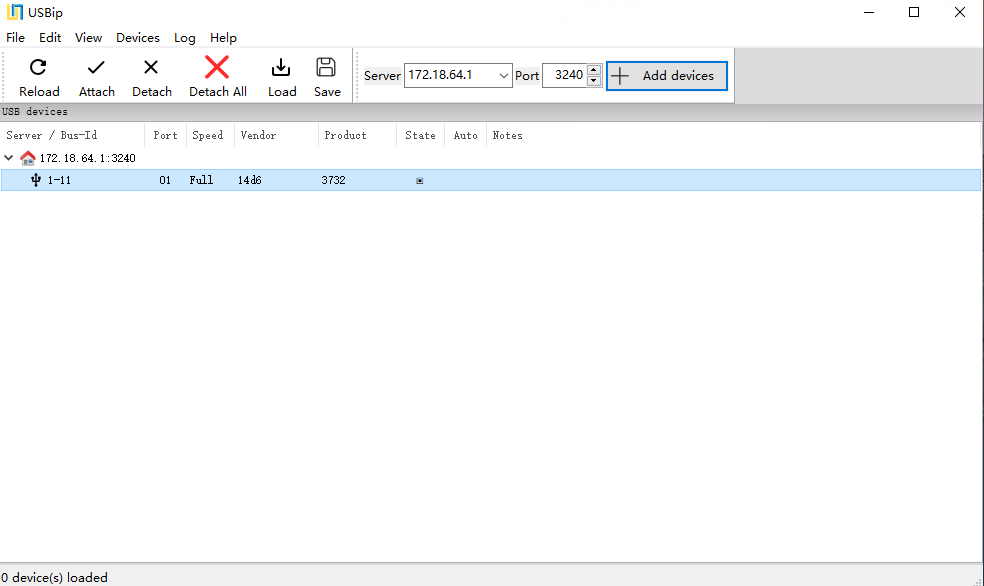 USBip
File Edit View Devices Log Help
Reload Attach Detach Detach All Load Save Server 172.18.64.1 Port 3240 Add devices
USB devices
Server / Bus-Id Port Speed Vendor Product State Auto Notes
172.18.64.1:3240
1-11 01 Full 14d6 3732
0 device(s) loaded